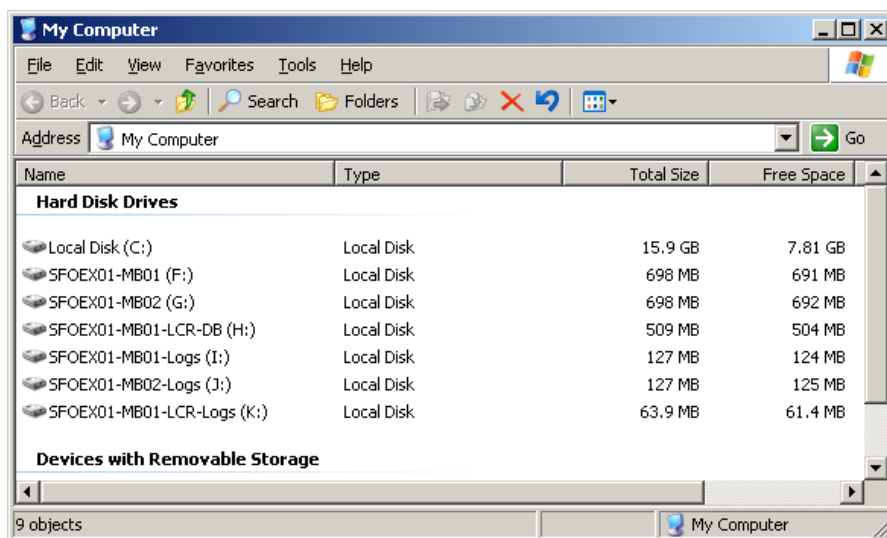 My Computer
File Edit View Favorites Tools Help
Back Search Folders
Address My Computer Go
Name Type Total Size Free Space
Hard Disk Drives
Local Disk (C:) Local Disk 15.9 GB 7.81 GB
SFOEX01-MB01 (F:) Local Disk 698 MB 691 MB
SFOEX01-MB02 (G:) Local Disk 698 MB 692 MB
SFOEX01-MB01-LCR-DB (H:) Local Disk 509 MB 504 MB
SFOEX01-MB01-Logs (I:) Local Disk 127 MB 124 MB
SFOEX01-MB02-Logs (J:) Local Disk 127 MB 125 MB
SFOEX01-MB01-LCR-Logs (K:) Local Disk 63.9 MB 61.4 MB
Devices with Removable Storage
9 objects My Computer